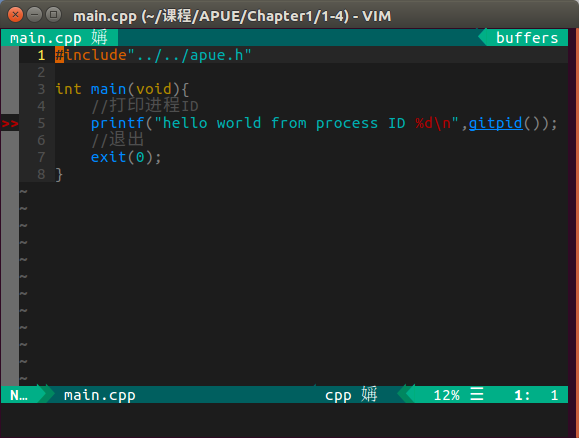 main.cpp (~/课程/APUE/Chapter1/1-4) - VIM
main.cpp 婿 buffers
1 #include"../../apue.h"
2
3 int main(void){
4 //打印进程ID
5 >> printf("hello world from process ID %d\n",gitpid());
6 //退出
7 exit(0);
8 }
~
~
~
~
~
~
~
~
~
~
~
~
N… main.cpp cpp 12% ☰ 1: 1